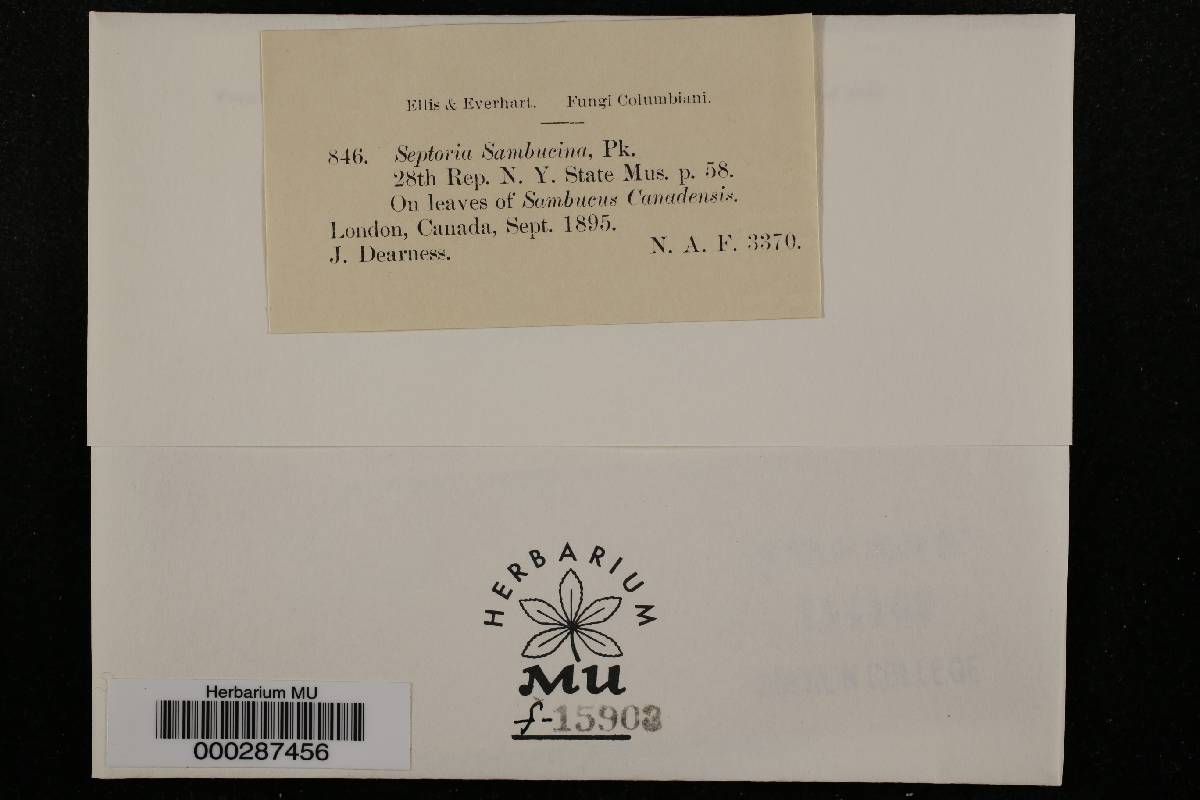 Ellis & Everhart. Fungi Columbiani.
846. Septoria Sambucina, Pk.
28th Rep. N. Y. State Mus. p. 58.
On leaves of Sambucus Canadensis.
London, Canada, Sept. 1895.
J. Dearness. N. A. F. 3370.
HERBARIUM
MU
f-15903
Herbarium MU
000287456